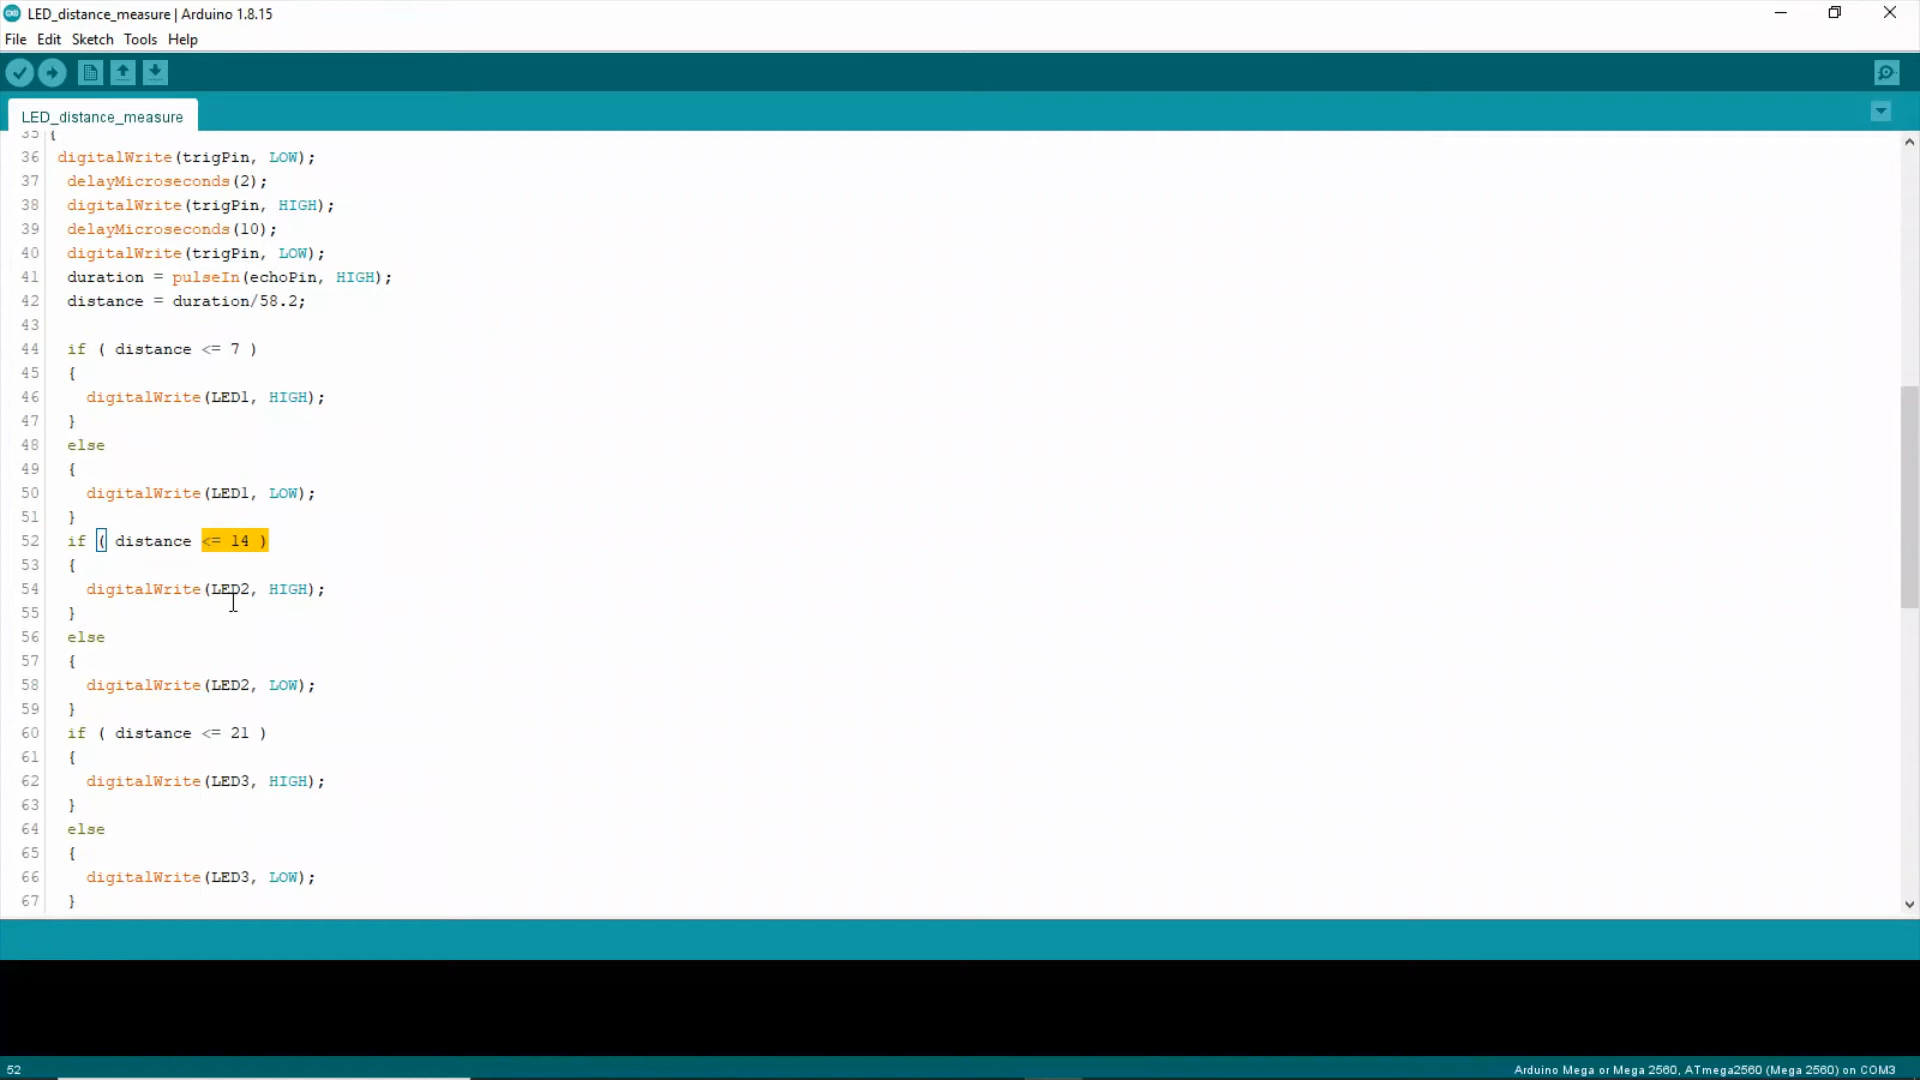 LED_distance_measure | Arduino 1.8.15
File Edit Sketch Tools Help
LED_distance_measure
35 {
36 digitalWrite(trigPin, LOW);
37 delayMicroseconds(2);
38 digitalWrite(trigPin, HIGH);
39 delayMicroseconds(10);
40 digitalWrite(trigPin, LOW);
41 duration = pulseIn(echoPin, HIGH);
42 distance = duration/58.2;
43
44 if ( distance <= 7 )
45 {
46 digitalWrite(LED1, HIGH);
47 }
48 else
49 {
50 digitalWrite(LED1, LOW);
51 }
52 if ( distance <= 14 )
53 {
54 digitalWrite(LED2, HIGH);
55 }
56 else
57 {
58 digitalWrite(LED2, LOW);
59 }
60 if ( distance <= 21 )
61 {
62 digitalWrite(LED3, HIGH);
63 }
64 else
65 {
66 digitalWrite(LED3, LOW);
67 }
52 Arduino Mega or Mega 2560, ATmega2560 (Mega 2560) on COM3